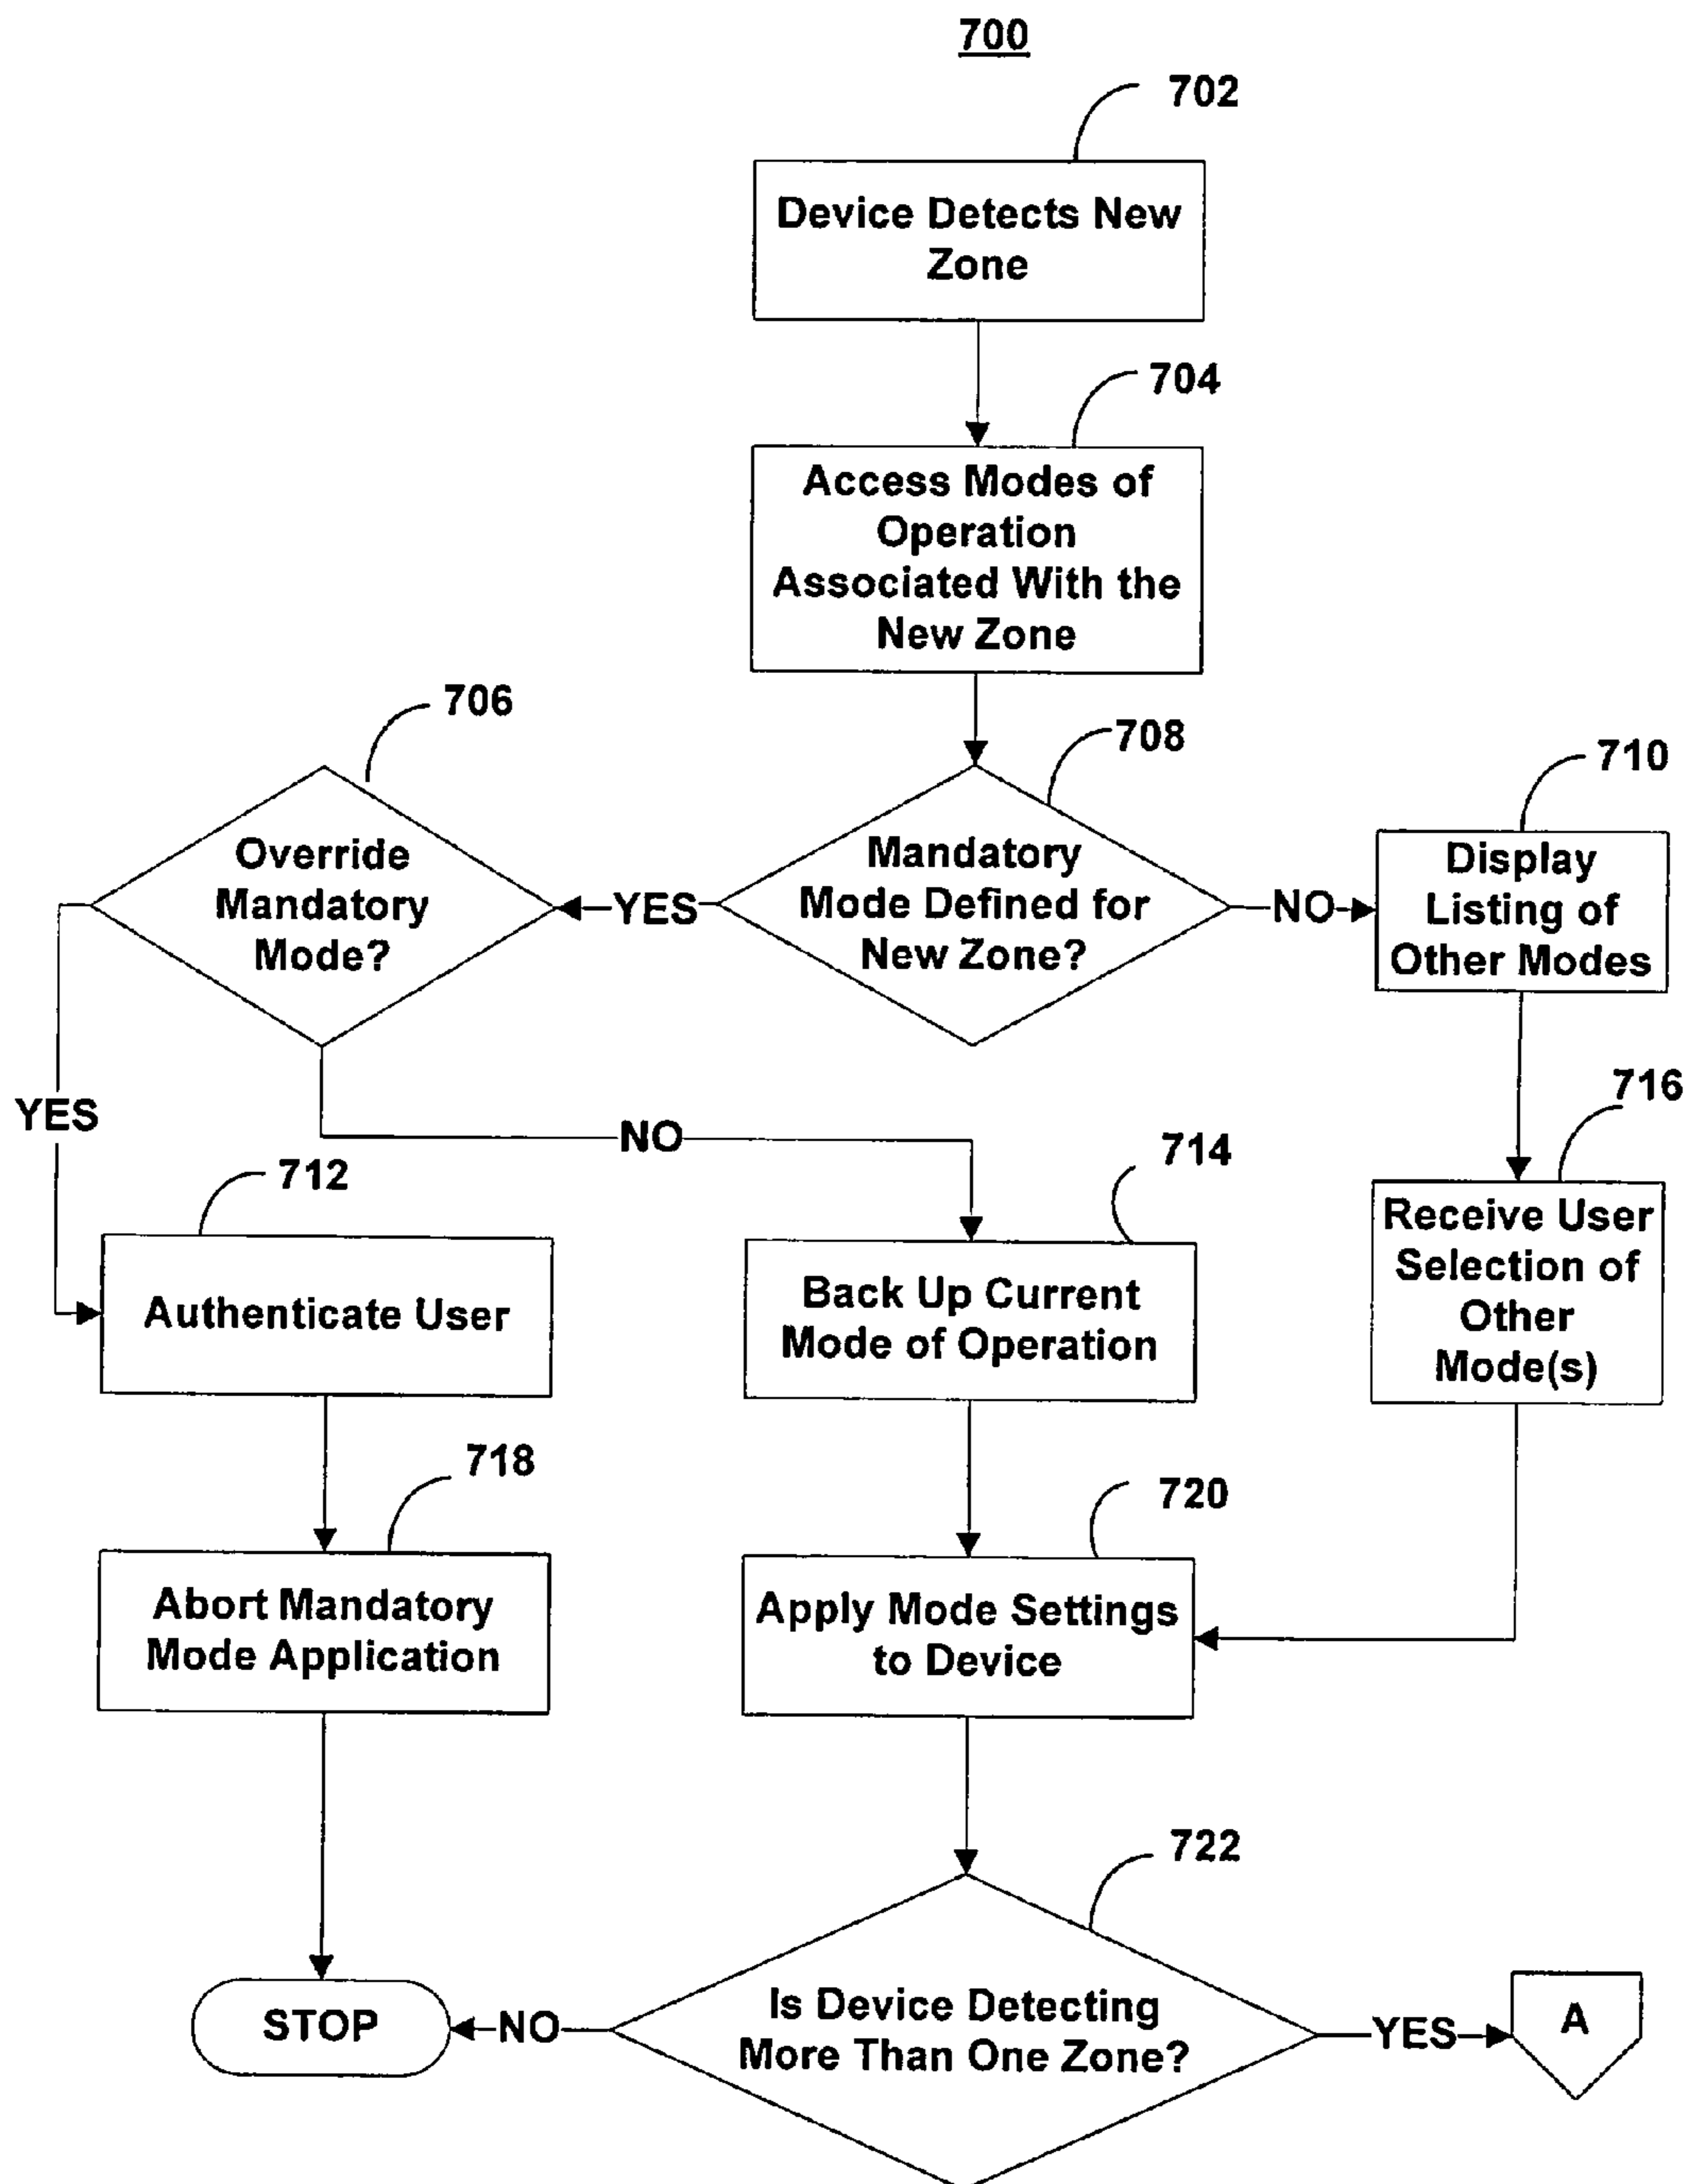 700
702
Device Detects New
Zone
704
Access Modes of
Operation
Associated With the
New Zone
706
708
710
Override
Mandatory
Mode?
YES
Mandatory
Mode Defined for
New Zone?
NO
Display
Listing of
Other Modes
YES
NO
712
714
716
Authenticate User
Back Up Current
Mode of Operation
Receive User
Selection of
Other
Mode(s)
718
720
Abort Mandatory
Mode Application
Apply Mode Settings
to Device
722
STOP
NO
Is Device Detecting
More Than One Zone?
YES
A